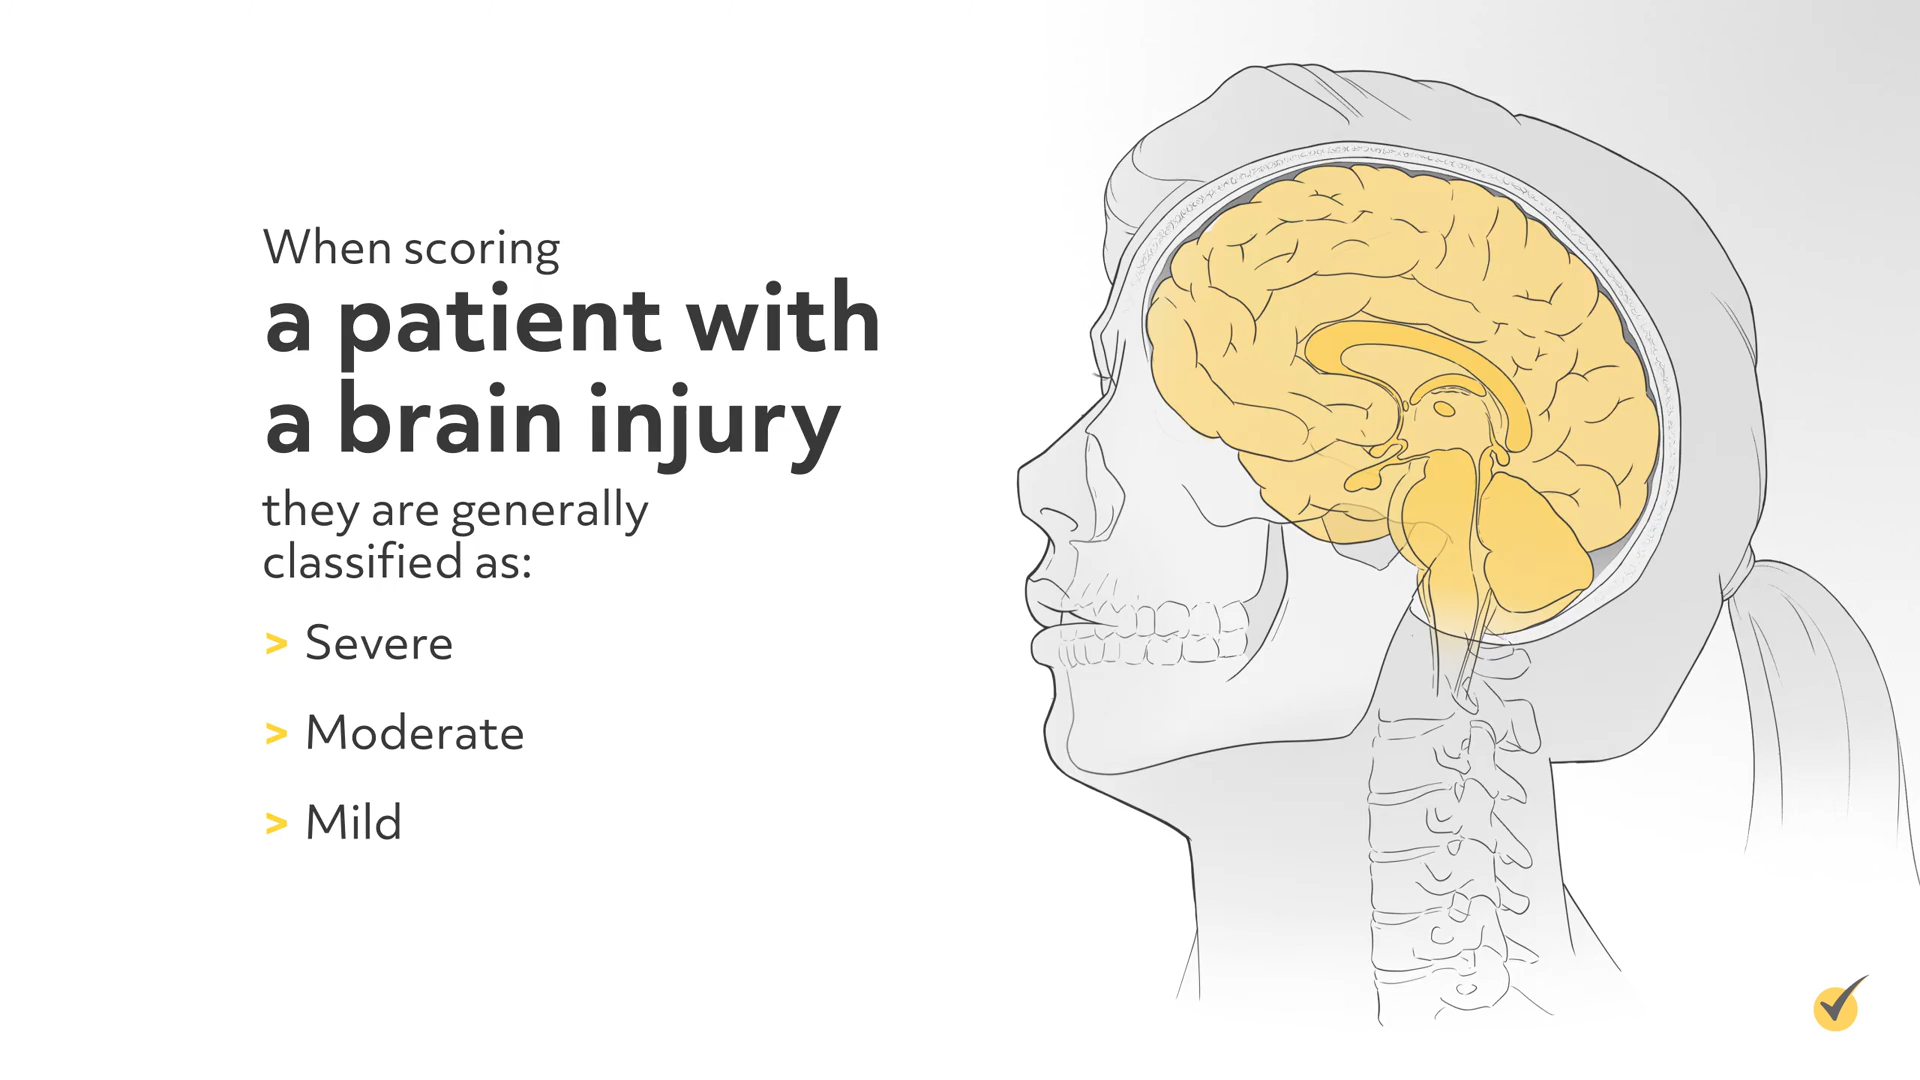 When scoring
a patient with
a brain injury
they are generally
classified as:
> Severe
> Moderate
> Mild